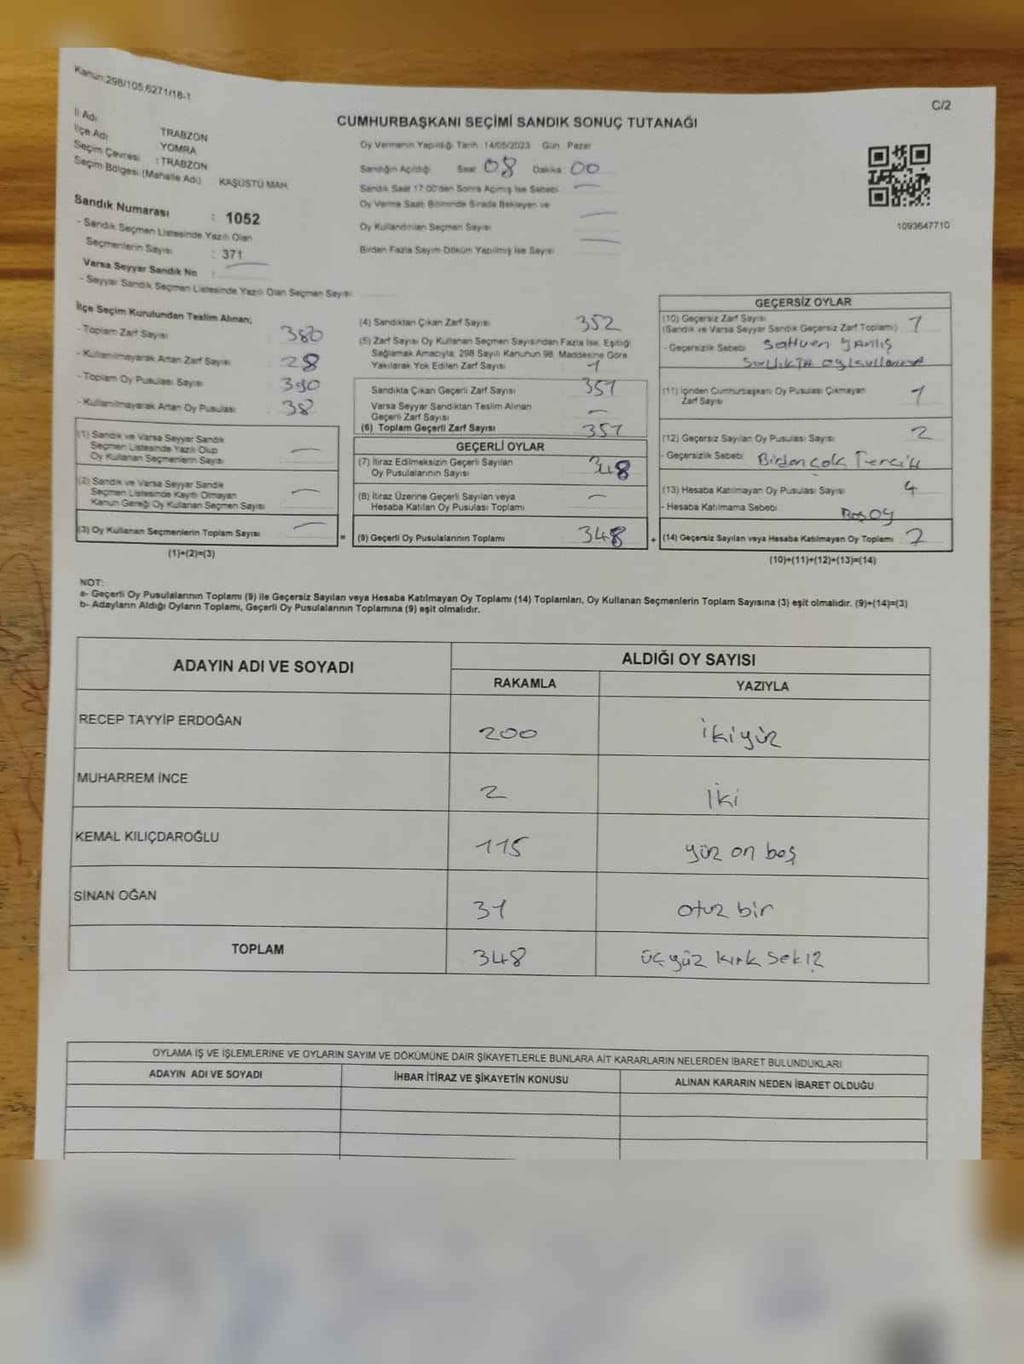 Kanun:298/105,6271/18-1
C/2
CUMHURBAŞKANI SEÇİMİ SANDIK SONUÇ TUTANAĞI
İl Adı
İlçe Adı TRABZON
Seçim Çevresi YOMRA
Seçim Bölgesi (Mahalle Adı) : TRABZON
KAŞÜSTÜ MAH.
Sandık Numarası : 1052
- Sandık Seçmen Listesinde Yazılı Olan
Seçmenlerin Sayısı : 371
Varsa Seyyar Sandık No :
- Seyyar Sandık Seçmen Listesinde Yazılı Olan Seçmen Sayısı
Oy Vermenin Yapıldığı Tarih 14/05/2023 Gün Pazar
Sandığın Açıldığı Saat 08 Dakika 00
Sandık Saat 17:00'den Sonra Açılmış İse Sebebi
Oy Verme Saat Bitiminde Sırada Bekleyen ve
Oy Kullandırılan Seçmen Sayısı
Birden Fazla Sayım Döküm Yapılmış İse Sayısı
1093647710
İlçe Seçim Kurulundan Teslim Alınan;
- Toplam Zarf Sayısı 380
- Kullanılmayarak Artan Zarf Sayısı 28
- Toplam Oy Pusulası Sayısı 390
- Kullanılmayarak Artan Oy Pusulası 38
(1) Sandık ve Varsa Seyyar Sandık
Seçmen Listesinde Yazılı Olup
Oy Kullanan Seçmenlerin Sayısı
(2) Sandık ve Varsa Seyyar Sandık
Seçmen Listesinde Kayıtlı Olmayan
Kanun Gereği Oy Kullanan Seçmen Sayısı
(3) Oy Kullanan Seçmenlerin Toplam Sayısı
(1)+(2)=(3)
(4) Sandıktan Çıkan Zarf Sayısı 352
(5) Zarf Sayısı Oy Kullanan Seçmen Sayısından Fazla İse, Eşitliği
Sağlamak Amacıyla; 298 Sayılı Kanunun 98. Maddesine Göre
Yakılarak Yok Edilen Zarf Sayısı 1
Sandıkta Çıkan Geçerli Zarf Sayısı 351
Varsa Seyyar Sandıktan Teslim Alınan
Geçerli Zarf Sayısı
(6) Toplam Geçerli Zarf Sayısı 351
GEÇERLİ OYLAR
(7) İtiraz Edilmeksizin Geçerli Sayılan
Oy Pusulalarının Sayısı 348
(8) İtiraz Üzerine Geçerli Sayılan veya
Hesaba Katılan Oy Pusulası Toplamı
= (9) Geçerli Oy Pusulalarının Toplamı 348 +
GEÇERSİZ OYLAR
(10) Geçersiz Zarf Sayısı
(Sandık ve Varsa Seyyar Sandık Geçersiz Zarf Toplamı) 1
- Geçersizlik Sebebi yanlış
(11) İçinden Cumhurbaşkanı Oy Pusulası Çıkmayan
Zarf Sayısı 1
(12) Geçersiz Sayılan Oy Pusulası Sayısı 2
- Geçersizlik Sebebi Birden çok Tercih
(13) Hesaba Katılmayan Oy Pusulası Sayısı 4
- Hesaba Katılmama Sebebi Boş oy
(14) Geçersiz Sayılan veya Hesaba Katılmayan Oy Toplamı
(10)+(11)+(12)+(13)=(14)
NOT:
a- Geçerli Oy Pusulalarının Toplamı (9) ile Geçersiz Sayılan veya Hesaba Katılmayan Oy Toplamı (14) Toplamları, Oy Kullanan Seçmenlerin Toplam Sayısına (3) eşit olmalıdır. (9)+(14)=(3)
b- Adayların Aldığı Oyların Toplamı, Geçerli Oy Pusulalarının Toplamına (9) eşit olmalıdır.
ADAYIN ADI VE SOYADI ALDIĞI OY SAYISI
RAKAMLA YAZIYLA
RECEP TAYYİP ERDOĞAN 200 ikiyüz
MUHARREM İNCE 2 iki
KEMAL KILIÇDAROĞLU 115 yüz on beş
SİNAN OĞAN 31 otuz bir
TOPLAM 348 üçyüz kırk sekiz
OYLAMA İŞ VE İŞLEMLERİNE VE OYLARIN SAYIM VE DÖKÜMÜNE DAİR ŞİKAYETLERLE BUNLARA AİT KARARLARIN NELERDEN İBARET BULUNDUKLARI
ADAYIN ADI VE SOYADI İHBAR İTİRAZ VE ŞİKAYETİN KONUSU ALINAN KARARIN NEDEN İBARET OLDUĞU